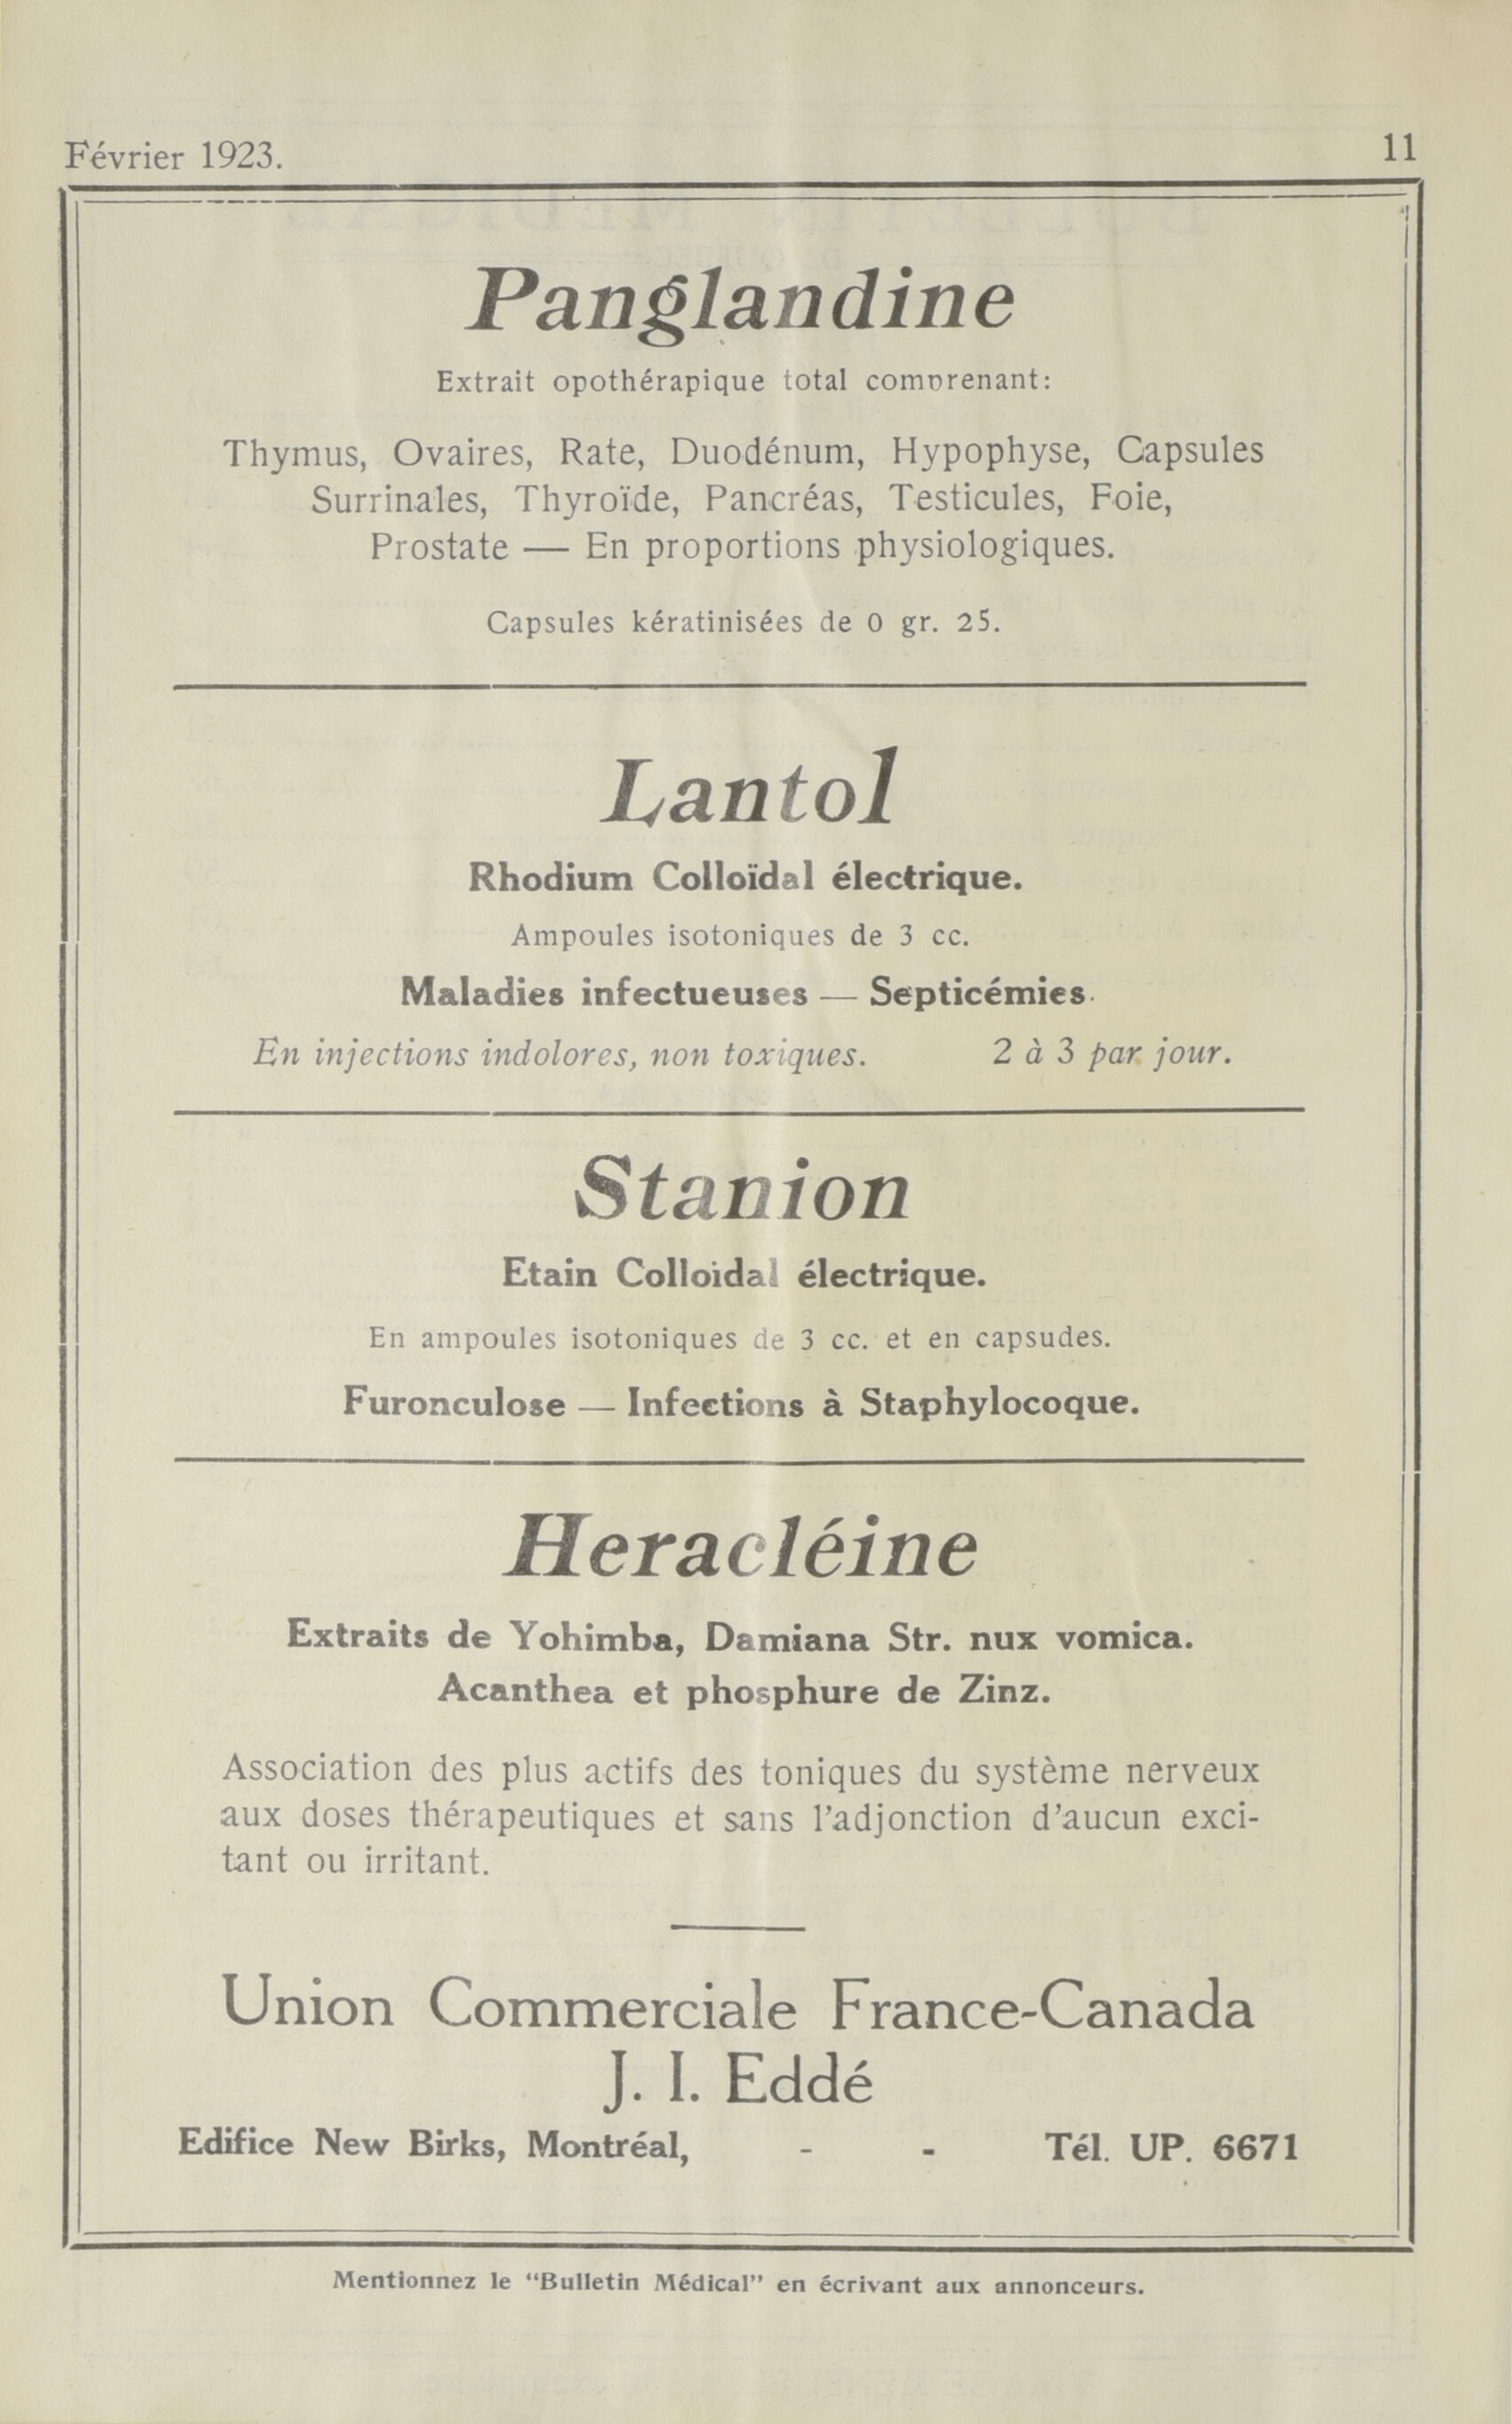 Février 1923.
11
Panglandine
Extrait opothérapique total comprenant:
Thymus, Ovaires, Rate, Duodénum, Hypophyse, Capsules
Surrinales, Thyroïde, Pancréas, Testicules, Foie,
Prostate — En proportions physiologiques.
Capsules kératinisées de 0 gr. 25.
Lantol
Rhodium Colloïdal électrique.
Ampoules isotoniques de 3 cc.
Maladies infectueuses — Septicémies.
En injections indolores, non toxiques. 2 à 3 par jour.
Stanion
Etain Colloidal électrique.
En ampoules isotoniques de 3 cc. et en capsudes.
Furonculose — Infections à Staphylocoque.
Heracléine
Extraits de Yohimba, Damiana Str. nux vomica.
Acanthea et phosphure de Zinz.
Association des plus actifs des toniques du système nerveux
aux doses thérapeutiques et sans l'adjonction d'aucun exci-
tant ou irritant.
Union Commerciale France-Canada
J. I. Eddé
Edifice New Birks, Montréal, - - Tél. UP. 6671
Mentionnez le "Bulletin Médical" en écrivant aux annonceurs.